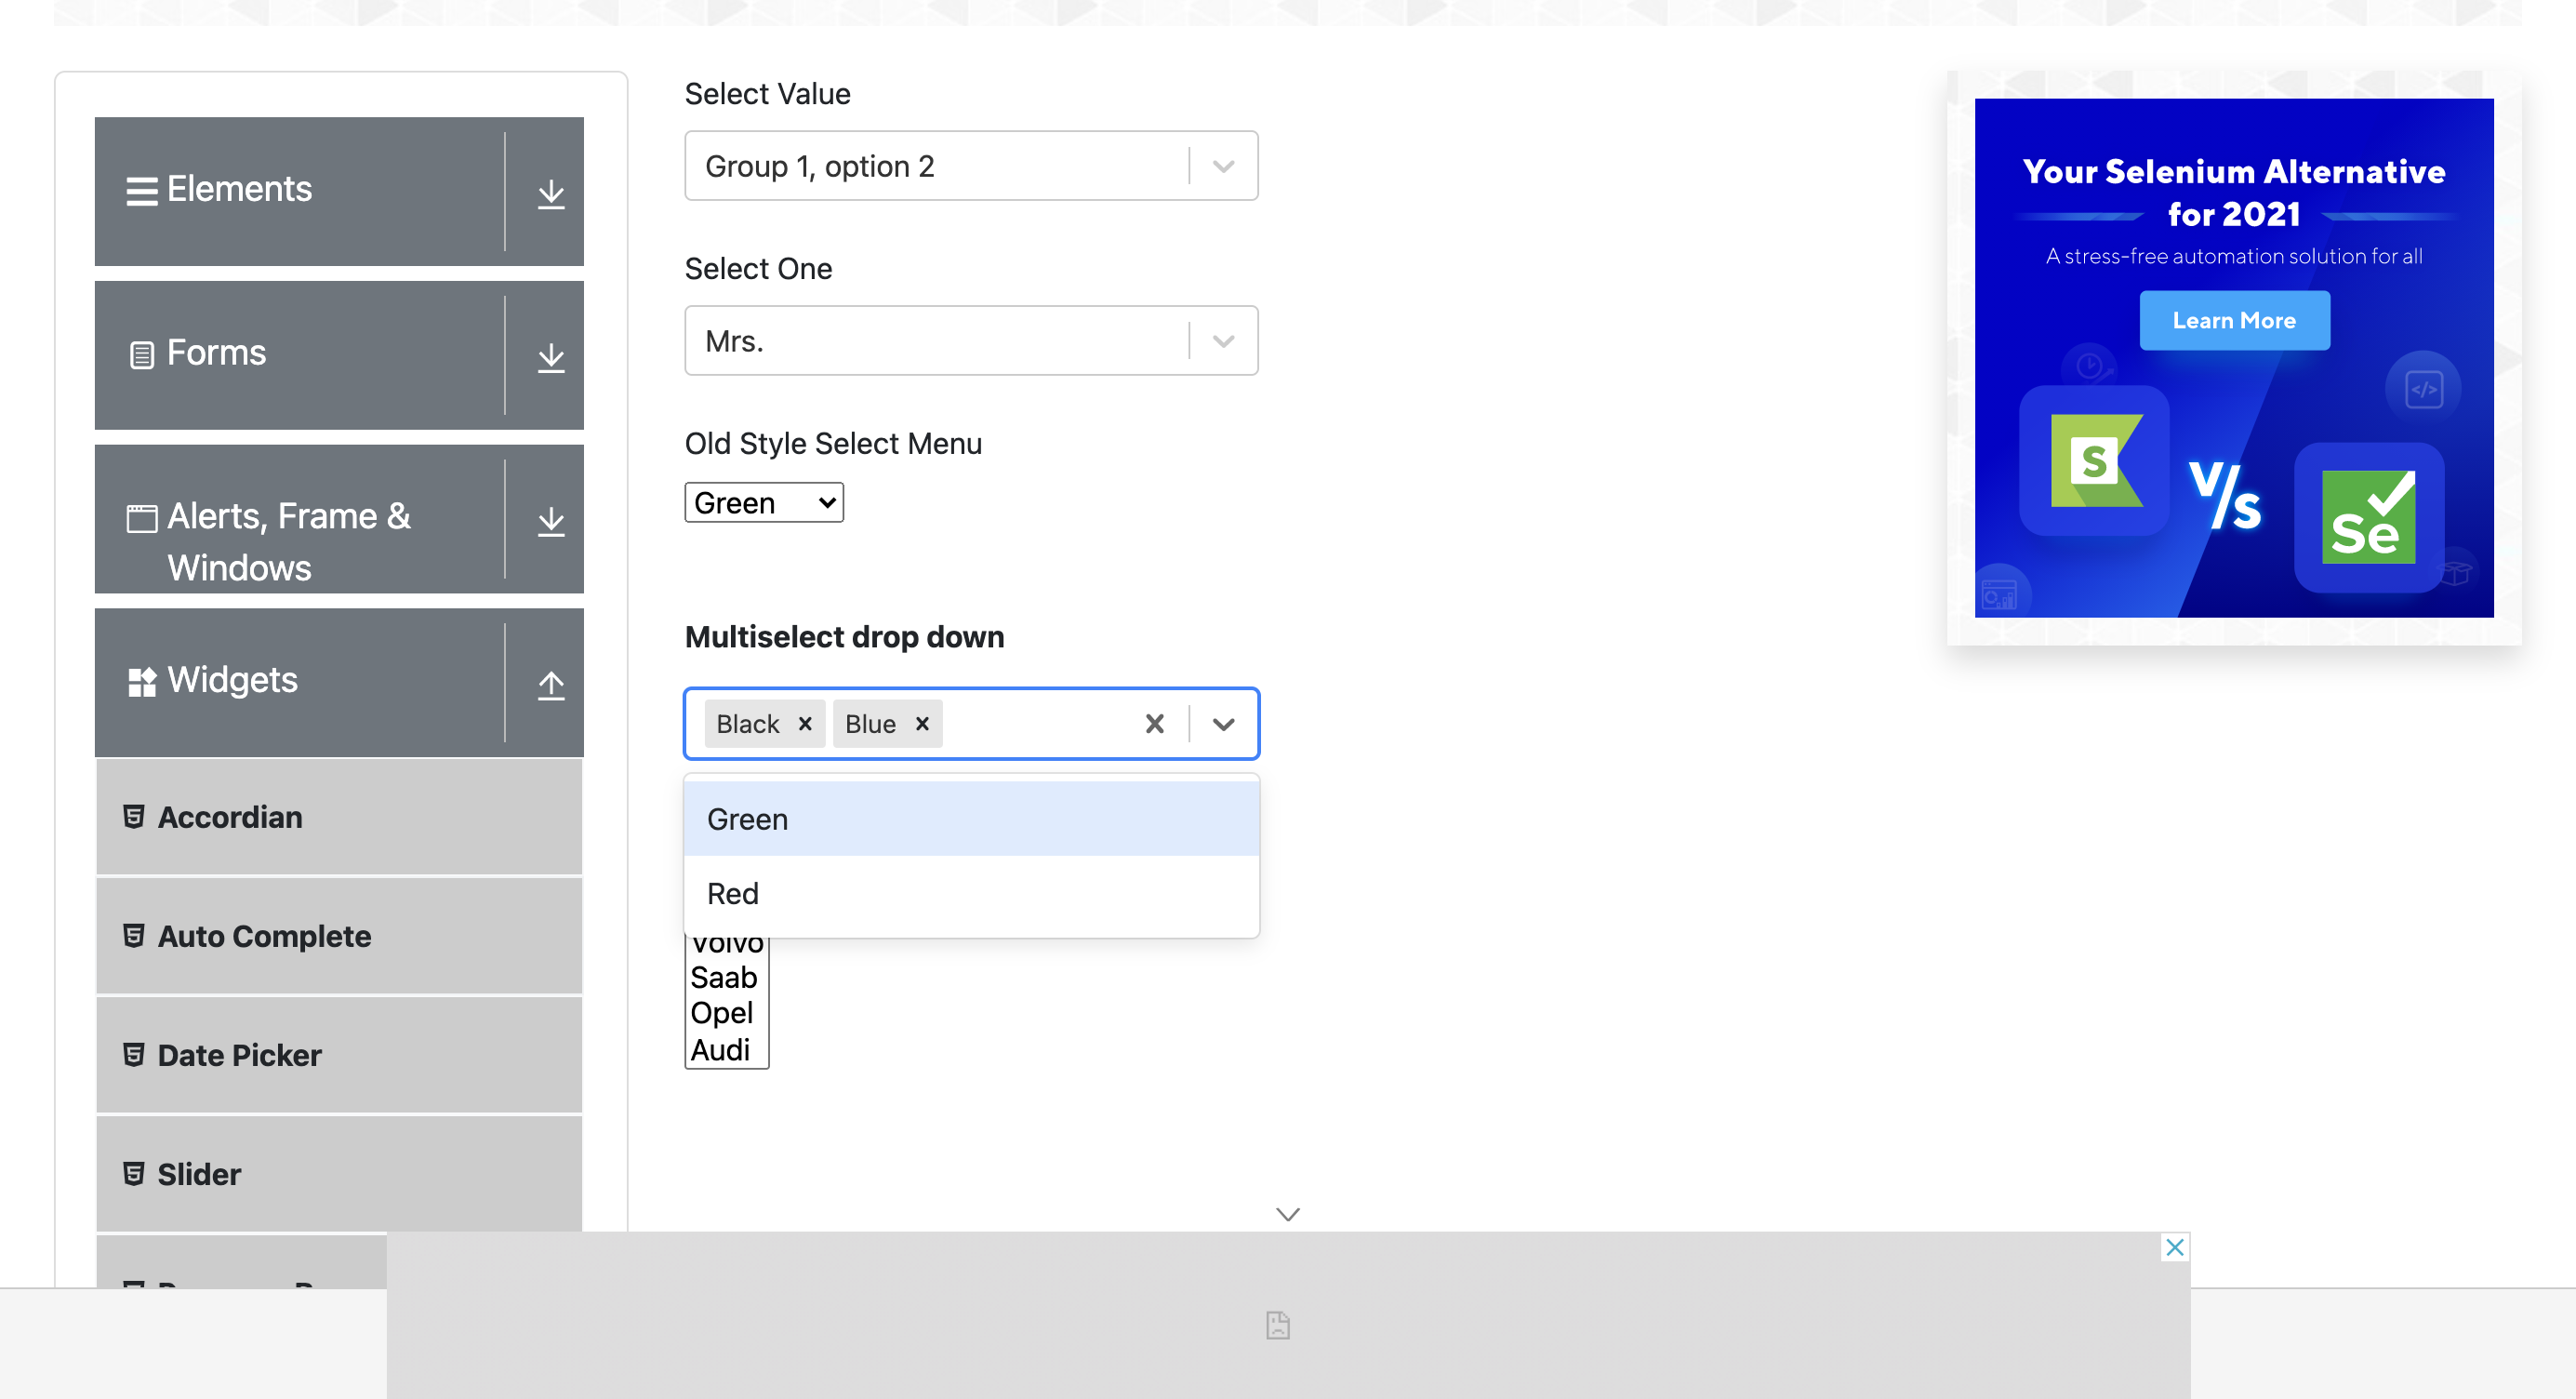 Elements
Forms
Alerts, Frame &
Windows
Widgets
Accordian
Auto Complete
Date Picker
Slider
Select Value
Group 1, option 2
Select One
Mrs.
Old Style Select Menu
Green
Multiselect drop down
Black
Blue
Green
Red
Volvo
Saab
Opel
Audi
Your Selenium Alternative
for 2021
A stress-free automation solution for all
Learn More
S
V/s
Se